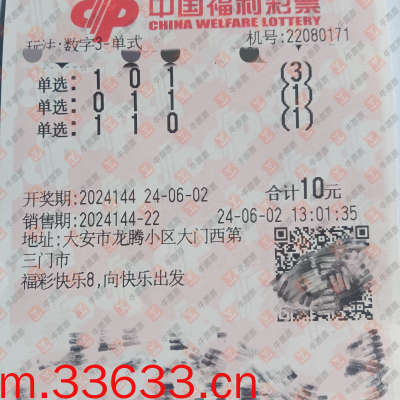 中国福利彩票
CHINA WELFARE LOTTERY
玩法:数字3-单式 机号:22080171
单选: 1 0 1 (3)
单选: 0 1 1 (1)
单选: 1 1 0 (1)
开奖期:2024144 24-06-02 合计10元
销售期:2024144-22 24-06-02 13:01:35
地址:大安市龙腾小区大门西第
三门市
福彩快乐8,向快乐出发
m.33633.cn